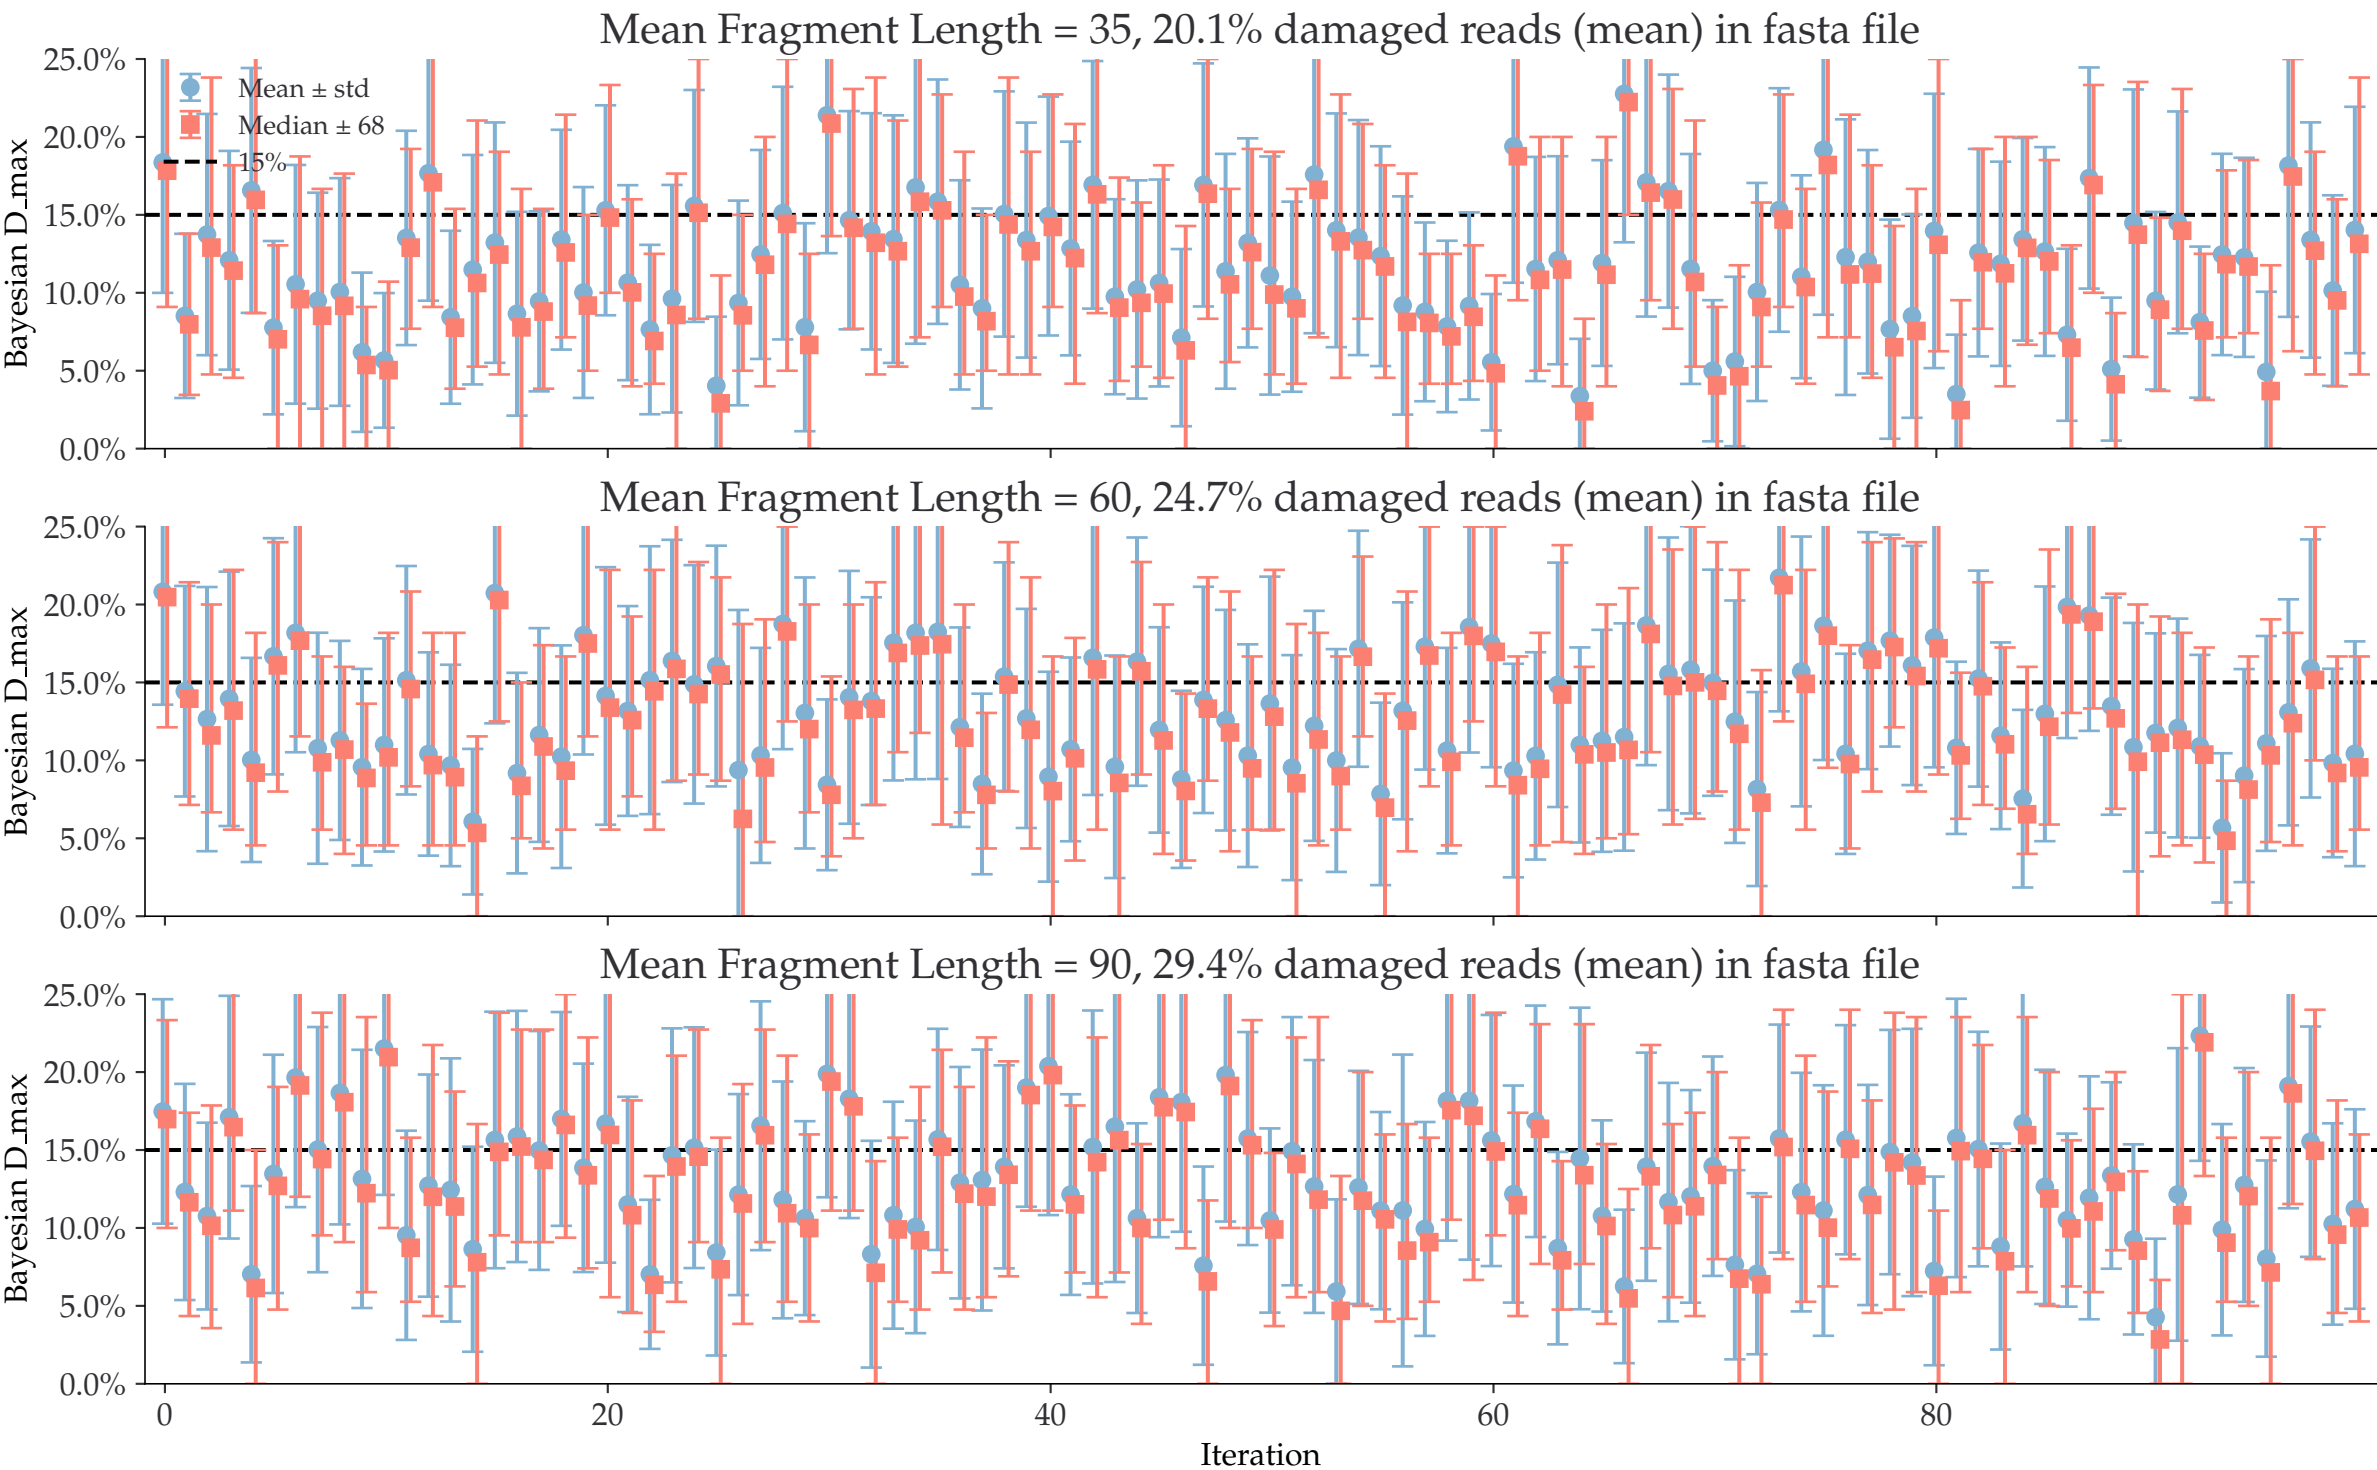 Mean Fragment Length = 35, 20.1% damaged reads (mean) in fasta file
25.0%
20.0%
15.0%
10.0%
5.0%
0.0%
Bayesian D_max
Mean ± std
Median ± 68
15%
Mean Fragment Length = 60, 24.7% damaged reads (mean) in fasta file
25.0%
20.0%
15.0%
10.0%
5.0%
0.0%
Bayesian D_max
Mean Fragment Length = 90, 29.4% damaged reads (mean) in fasta file
25.0%
20.0%
15.0%
10.0%
5.0%
0.0%
Bayesian D_max
0 20 40 60 80
Iteration